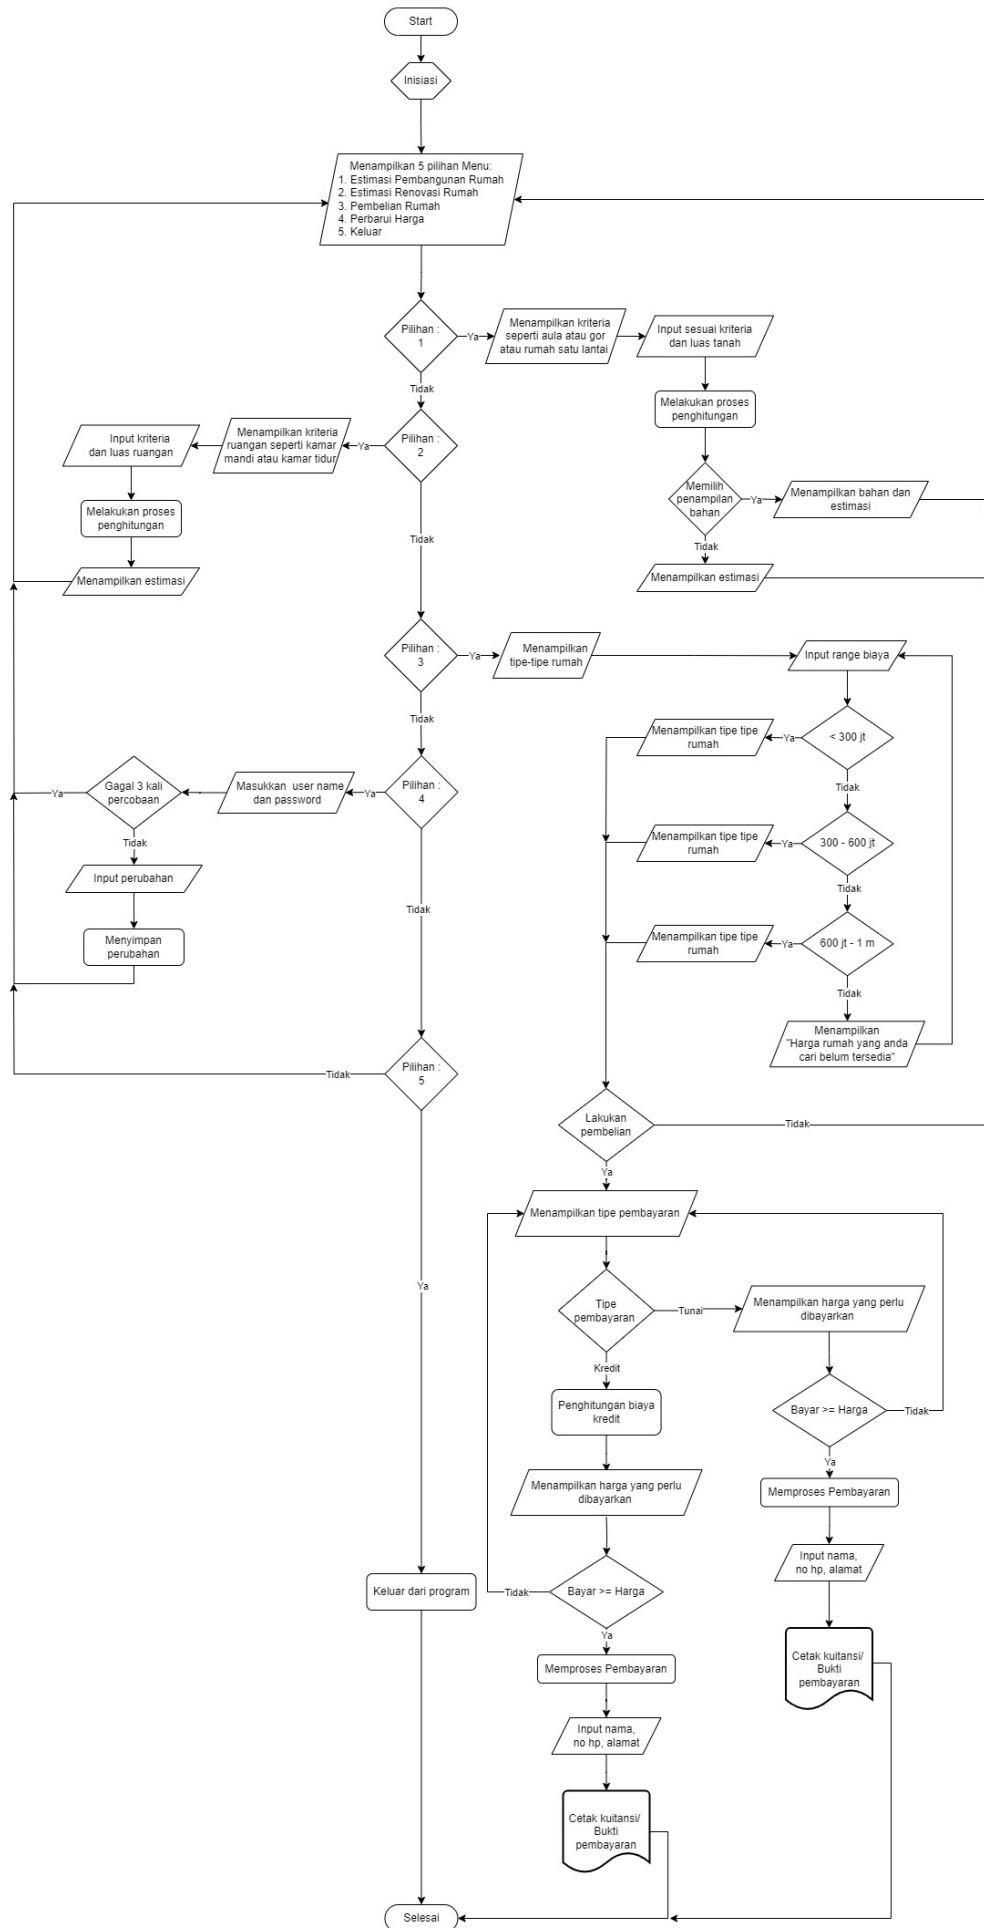 Start
Inisiasi
Menampilkan 5 pilihan Menu:
1. Estimasi Pembangunan Rumah
2. Estimasi Renovasi Rumah
3. Pembelian Rumah
4. Perbarui Harga
5. Keluar
Pilihan :
1
Ya
Menampilkan kriteria
seperti aula atau gor
atau rumah satu lantai
Input sesuai kriteria
dan luas tanah
Melakukan proses
penghitungan
Memilih
penampilan
bahan
Ya
Menampilkan bahan dan
estimasi
Tidak
Menampilkan estimasi
Tidak
Pilihan :
2
Ya
Menampilkan kriteria
ruangan seperti kamar
mandi atau kamar tidur
Input kriteria
dan luas ruangan
Melakukan proses
penghitungan
Menampilkan estimasi
Tidak
Pilihan :
3
Ya
Menampilkan
tipe-tipe rumah
Input range biaya
< 300 jt
Ya
Menampilkan tipe tipe
rumah
Tidak
300 - 600 jt
Ya
Menampilkan tipe tipe
rumah
Tidak
600 jt - 1 m
Ya
Menampilkan tipe tipe
rumah
Tidak
Menampilkan
"Harga rumah yang anda
cari belum tersedia"
Tidak
Pilihan :
4
Ya
Masukkan user name
dan password
Gagal 3 kali
percobaan
Ya
Tidak
Input perubahan
Menyimpan
perubahan
Tidak
Pilihan :
5
Tidak
Ya
Keluar dari program
Lakukan
pembelian
Tidak
Ya
Menampilkan tipe pembayaran
Tipe
pembayaran
Tunai
Menampilkan harga yang perlu
dibayarkan
Bayar >= Harga
Tidak
Ya
Memproses Pembayaran
Input nama,
no hp, alamat
Cetak kuitansi/
Bukti
pembayaran
Kredit
Penghitungan biaya
kredit
Menampilkan harga yang perlu
dibayarkan
Bayar >= Harga
Tidak
Ya
Memproses Pembayaran
Input nama,
no hp, alamat
Cetak kuitansi/
Bukti
pembayaran
Selesai